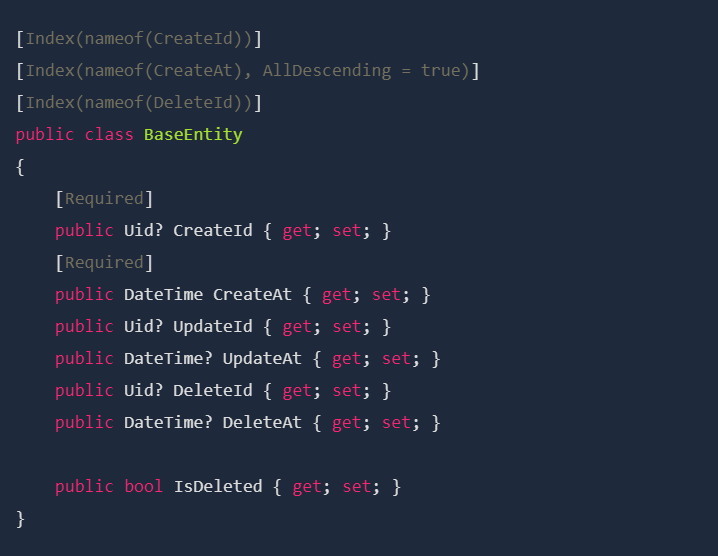 [Index(nameof(CreateId))]
[Index(nameof(CreateAt), AllDescending = true)]
[Index(nameof(DeleteId))]
public class BaseEntity
{
    [Required]
    public Uid? CreateId { get; set; }
    [Required]
    public DateTime CreateAt { get; set; }
    public Uid? UpdateId { get; set; }
    public DateTime? UpdateAt { get; set; }
    public Uid? DeleteId { get; set; }
    public DateTime? DeleteAt { get; set; }

    public bool IsDeleted { get; set; }
}